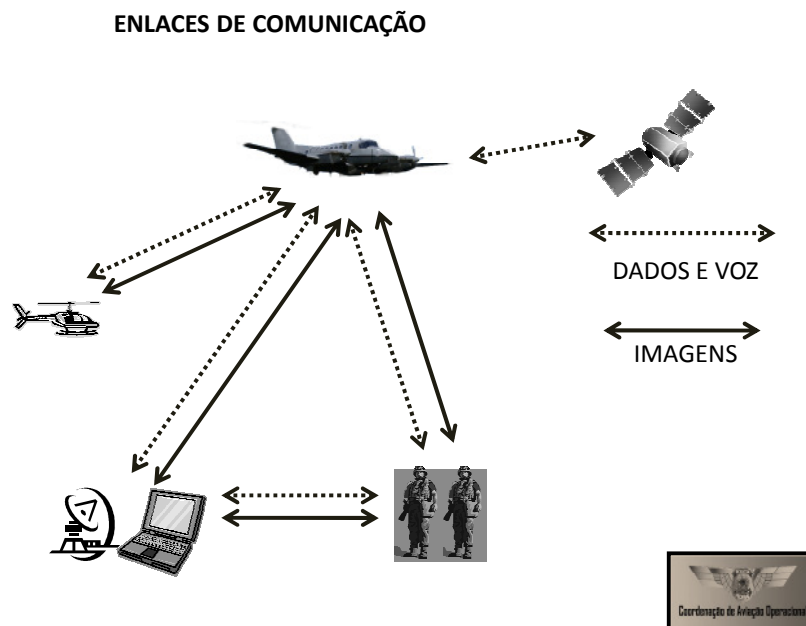 ENLACES DE COMUNICAÇÃO
DADOS E VOZ
IMAGENS
Coordenação de Aviação Operacional